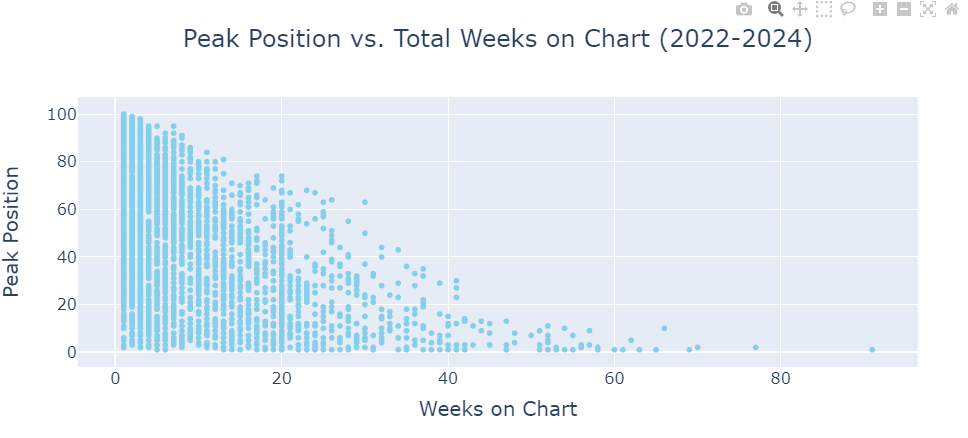 Peak Position vs. Total Weeks on Chart (2022-2024)
Peak Position
100
80
60
40
20
0
0 20 40 60 80
Weeks on Chart